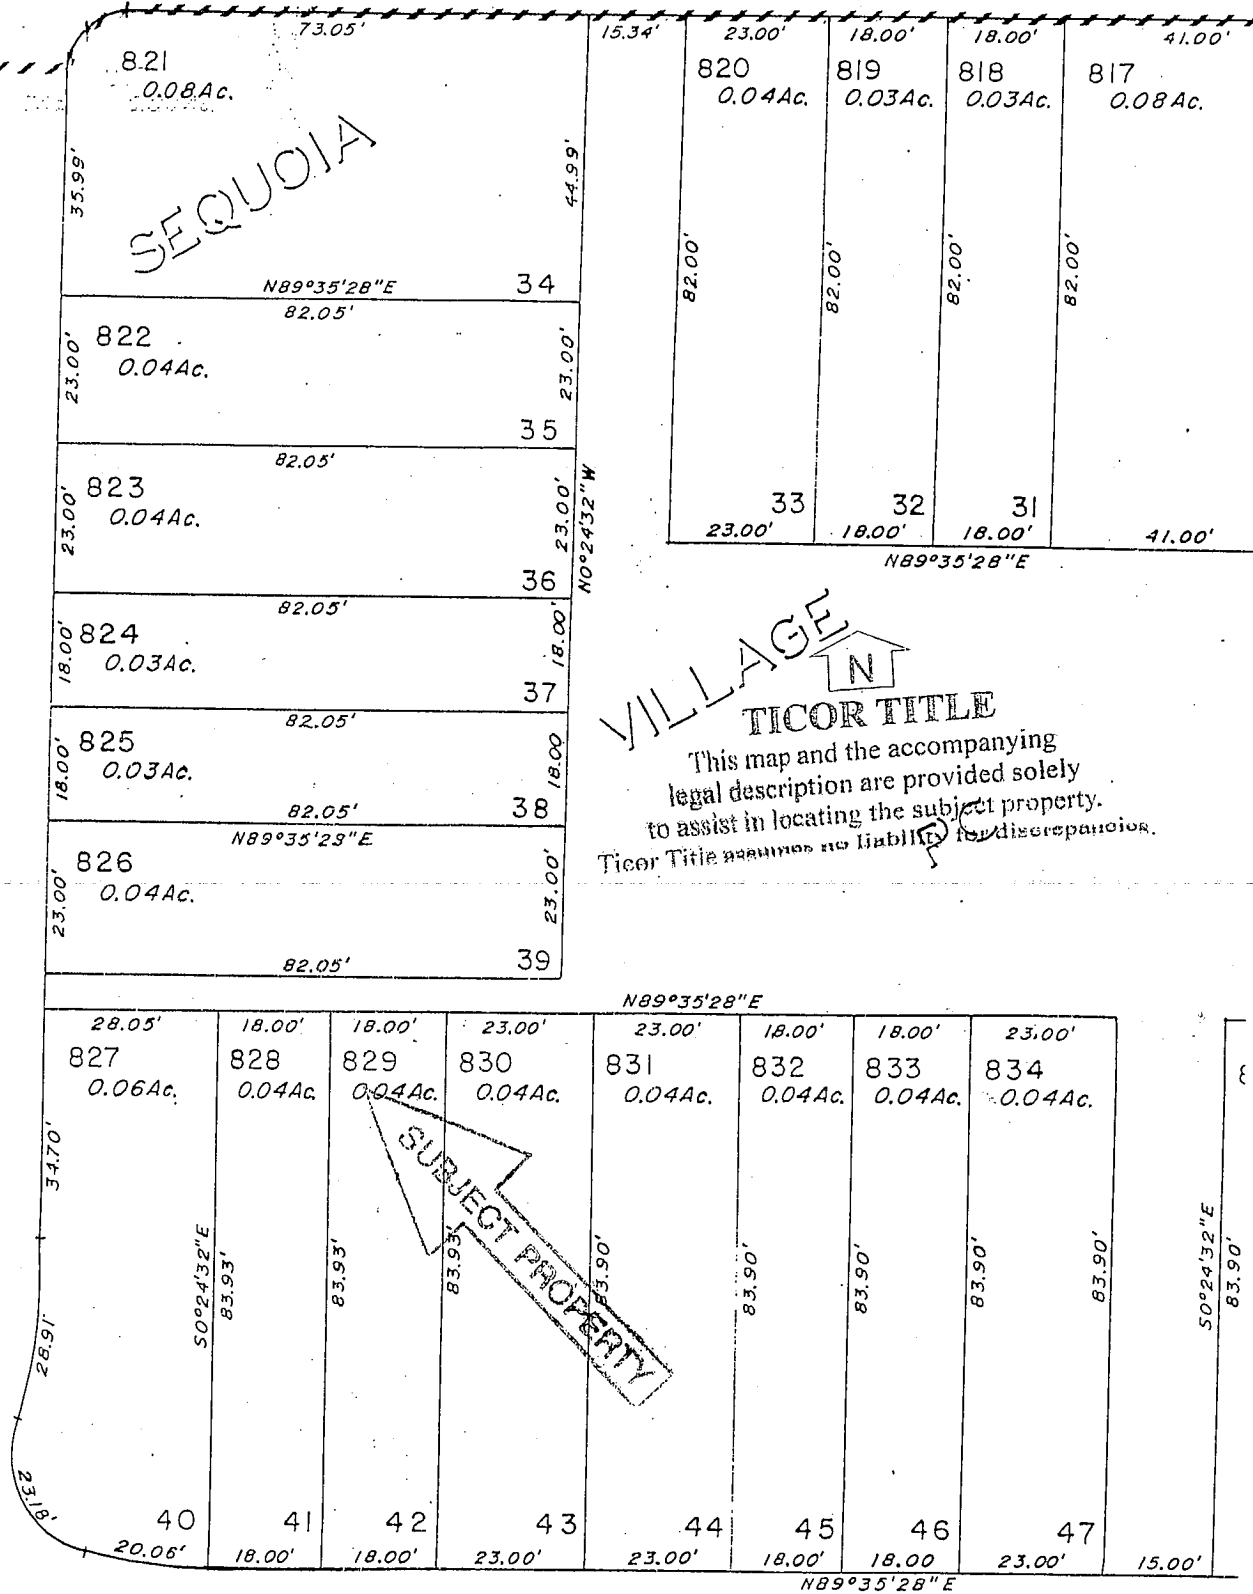 73.05' 15.34' 23.00' 18.00' 18.00' 41.00'
821 820 819 818 817
0.08Ac. 0.04Ac. 0.03Ac. 0.03Ac. 0.08Ac.
35.99'
44.99'
SEQUOIA
82.00' 82.00' 82.00' 82.00'
N89°35'28"E 34
82.05'
822
0.04Ac.
23.00' 23.00'
35
82.05'
823
0.04Ac.
23.00' 23.00'
N0°24'32"W
36
33 32 31
23.00' 18.00' 18.00' 41.00'
N89°35'28"E
82.05'
824
0.03Ac.
18.00' 18.00'
37
VILLAGE
N
TICOR TITLE
This map and the accompanying
legal description are provided solely
to assist in locating the subject property.
Ticor Title assumes no liability for discrepancies.
82.05'
825
0.03Ac.
18.00' 18.00
82.05' 38
N89°35'23"E
826
0.04Ac.
23.00' 23.00'
82.05' 39
N89°35'28"E
28.05' 18.00' 18.00' 23.00' 23.00' 18.00' 18.00' 23.00'
827 828 829 830 831 832 833 834
0.06Ac. 0.04Ac. 0.04Ac. 0.04Ac. 0.04Ac. 0.04Ac. 0.04Ac. 0.04Ac.
SUBJECT PROPERTY
34.70'
S0°24'32"E
83.93' 83.93' 83.93' 83.90' 83.90' 83.90' 83.90' 83.90'
S0°24'32"E
83.90'
28.91'
23.18'
40 41 42 43 44 45 46 47
20.06' 18.00' 18.00' 23.00' 23.00' 18.00' 18.00 23.00' 15.00'
N89°35'28"E